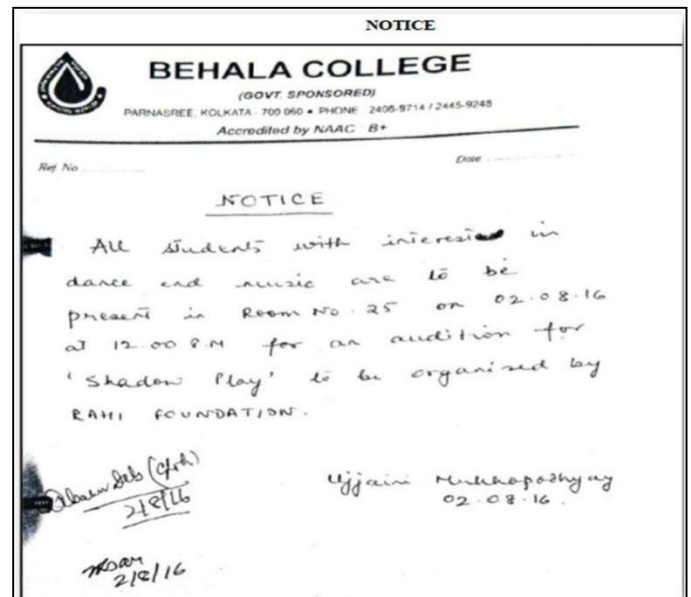 NOTICE
BEHALA COLLEGE
(GOVT. SPONSORED)
PARNASREE, KOLKATA - 700 060 • PHONE 2406-9714 / 2445-9245
Accredited by NAAC B+
Ref No ............
Date ............
NOTICE
All students with interest in
dance and music are to be
present in Room No. 25 on 02.08.16
at 12.00 P.M for an audition for
'Shadow Play' to be organised by
RAHI FOUNDATION.
Debs
2/8/16
Ujjaini Mukhopadhyay
02.08.16.
2/8/16